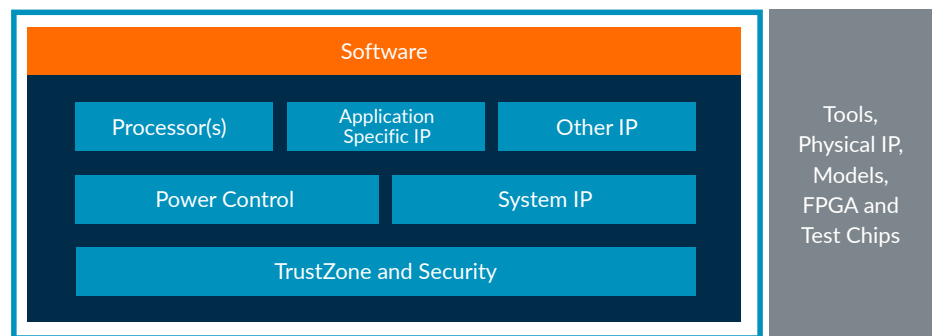 Software
Processor(s)
Application
Specific IP
Other IP
Power Control
System IP
TrustZone and Security
Tools,
Physical IP,
Models,
FPGA and
Test Chips